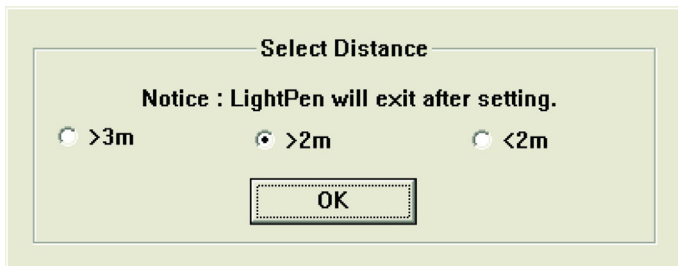 Select Distance
Notice : LightPen will exit after setting.
>3m >2m <2m
OK